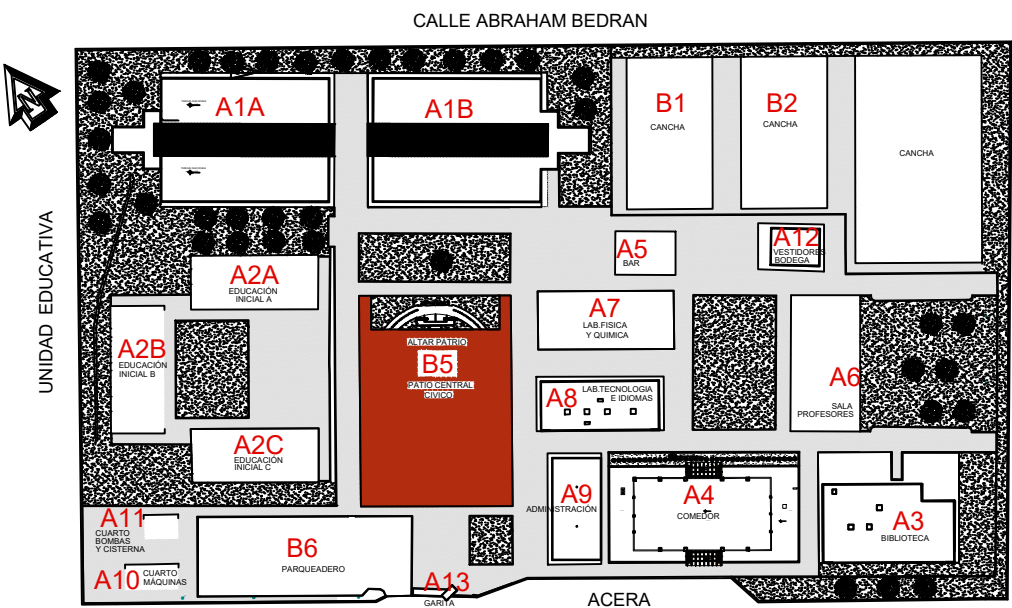 CALLE ABRAHAM BEDRAN
N
UNIDAD EDUCATIVA
A1A
A1B
B1
CANCHA
B2
CANCHA
CANCHA
A5
BAR
A12
VESTIDORES
BODEGA
A2A
EDUCACIÓN
INICIAL A
A2B
EDUCACIÓN
INICIAL B
A2C
EDUCACIÓN
INICIAL C
ALTAR PATRIO
B5
PATIO CENTRAL
CIVICO
A7
LAB.FISICA
Y QUIMICA
A8
LAB.TECNOLOGIA
E IDIOMAS
A6
SALA
PROFESORES
A9
ADMINISTRACIÓN
A4
COMEDOR
A3
BIBLIOTECA
A11
CUARTO
BOMBAS
Y CISTERNA
A10
CUARTO
MÁQUINAS
B6
PARQUEADERO
A13
GARITA
ACERA